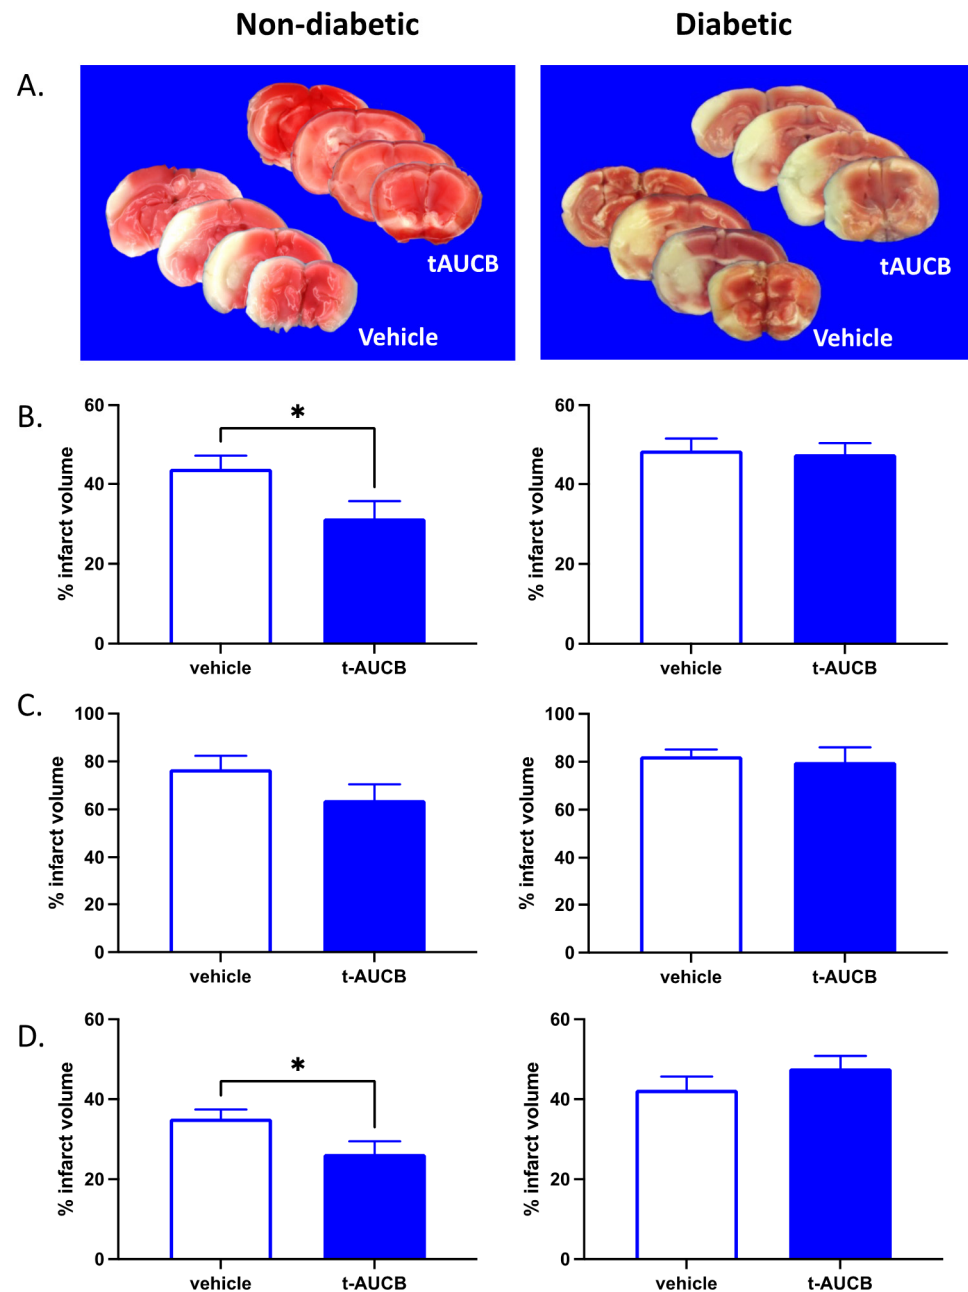 Non-diabetic Diabetic
A.
tAUCB
Vehicle
tAUCB
Vehicle
B.
60
40
20
0
% infarct volume
*
vehicle t-AUCB
60
40
20
0
% infarct volume
vehicle t-AUCB
C.
100
80
60
40
20
0
% infarct volume
vehicle t-AUCB
100
80
60
40
20
0
% infarct volume
vehicle t-AUCB
D.
60
40
20
0
% infarct volume
*
vehicle t-AUCB
60
40
20
0
% infarct volume
vehicle t-AUCB